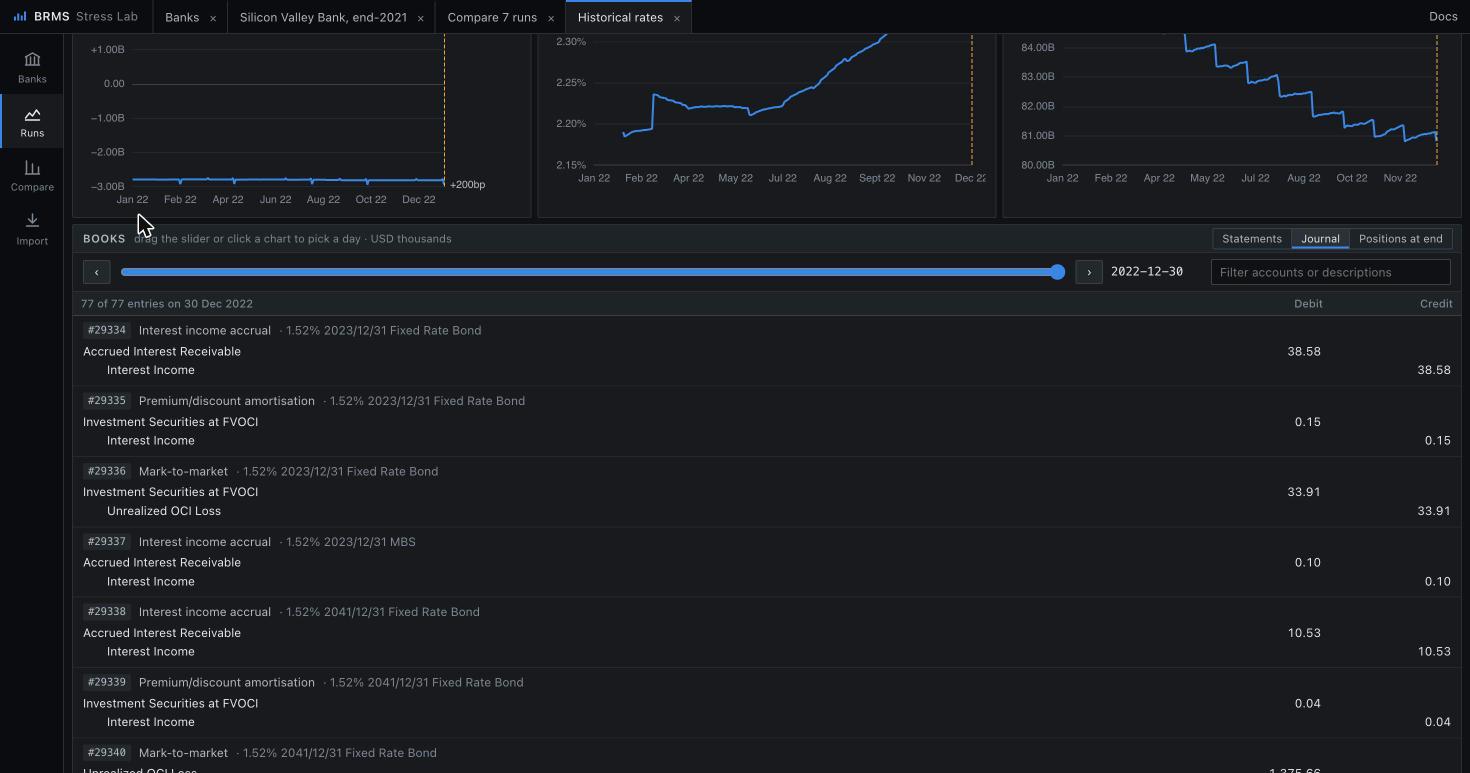 BRMS Stress Lab
Banks ×
Silicon Valley Bank, end-2021 ×
Compare 7 runs ×
Historical rates ×
Docs
Banks
Runs
Compare
Import
+1.00B
0.00
−1.00B
−2.00B
−3.00B
+200bp
Jan 22 Feb 22 Apr 22 Jun 22 Aug 22 Oct 22 Dec 22
2.30%
2.25%
2.20%
2.15%
Jan 22 Feb 22 Apr 22 May 22 Jul 22 Aug 22 Sept 22 Nov 22 Dec 22
84.00B
83.00B
82.00B
81.00B
80.00B
Jan 22 Feb 22 Apr 22 May 22 Jul 22 Aug 22 Oct 22 Nov 22
BOOKS drag the slider or click a chart to pick a day · USD thousands
Statements Journal Positions at end
‹ › 2022-12-30 Filter accounts or descriptions
77 of 77 entries on 30 Dec 2022 Debit Credit
#29334 Interest income accrual · 1.52% 2023/12/31 Fixed Rate Bond
Accrued Interest Receivable 38.58
Interest Income 38.58
#29335 Premium/discount amortisation · 1.52% 2023/12/31 Fixed Rate Bond
Investment Securities at FVOCI 0.15
Interest Income 0.15
#29336 Mark-to-market · 1.52% 2023/12/31 Fixed Rate Bond
Investment Securities at FVOCI 33.91
Unrealized OCI Loss 33.91
#29337 Interest income accrual · 1.52% 2023/12/31 MBS
Accrued Interest Receivable 0.10
Interest Income 0.10
#29338 Interest income accrual · 1.52% 2041/12/31 Fixed Rate Bond
Accrued Interest Receivable 10.53
Interest Income 10.53
#29339 Premium/discount amortisation · 1.52% 2041/12/31 Fixed Rate Bond
Investment Securities at FVOCI 0.04
Interest Income 0.04
#29340 Mark-to-market · 1.52% 2041/12/31 Fixed Rate Bond
Unrealized OCI Loss